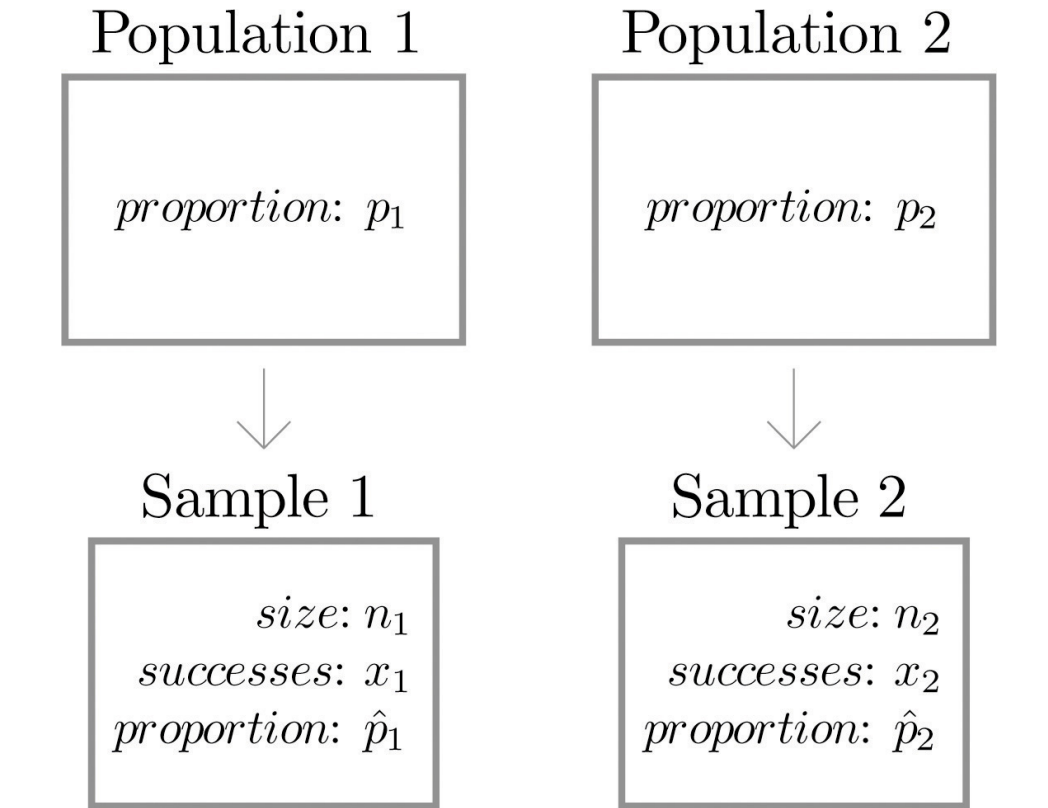 Population 1
proportion: p₁
Sample 1
size: n₁
successes: x₁
proportion: p̂₁
Population 2
proportion: p₂
Sample 2
size: n₂
successes: x₂
proportion: p̂₂